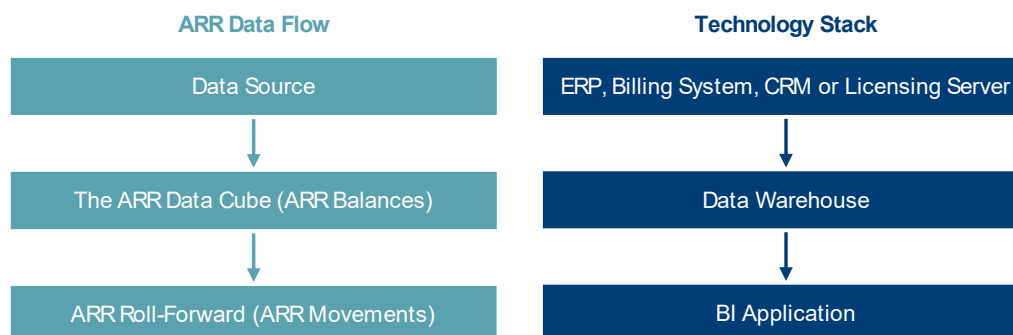 ARR Data Flow
Technology Stack
Data Source
ERP, Billing System, CRM or Licensing Server
The ARR Data Cube (ARR Balances)
Data Warehouse
ARR Roll-Forward (ARR Movements)
BI Application